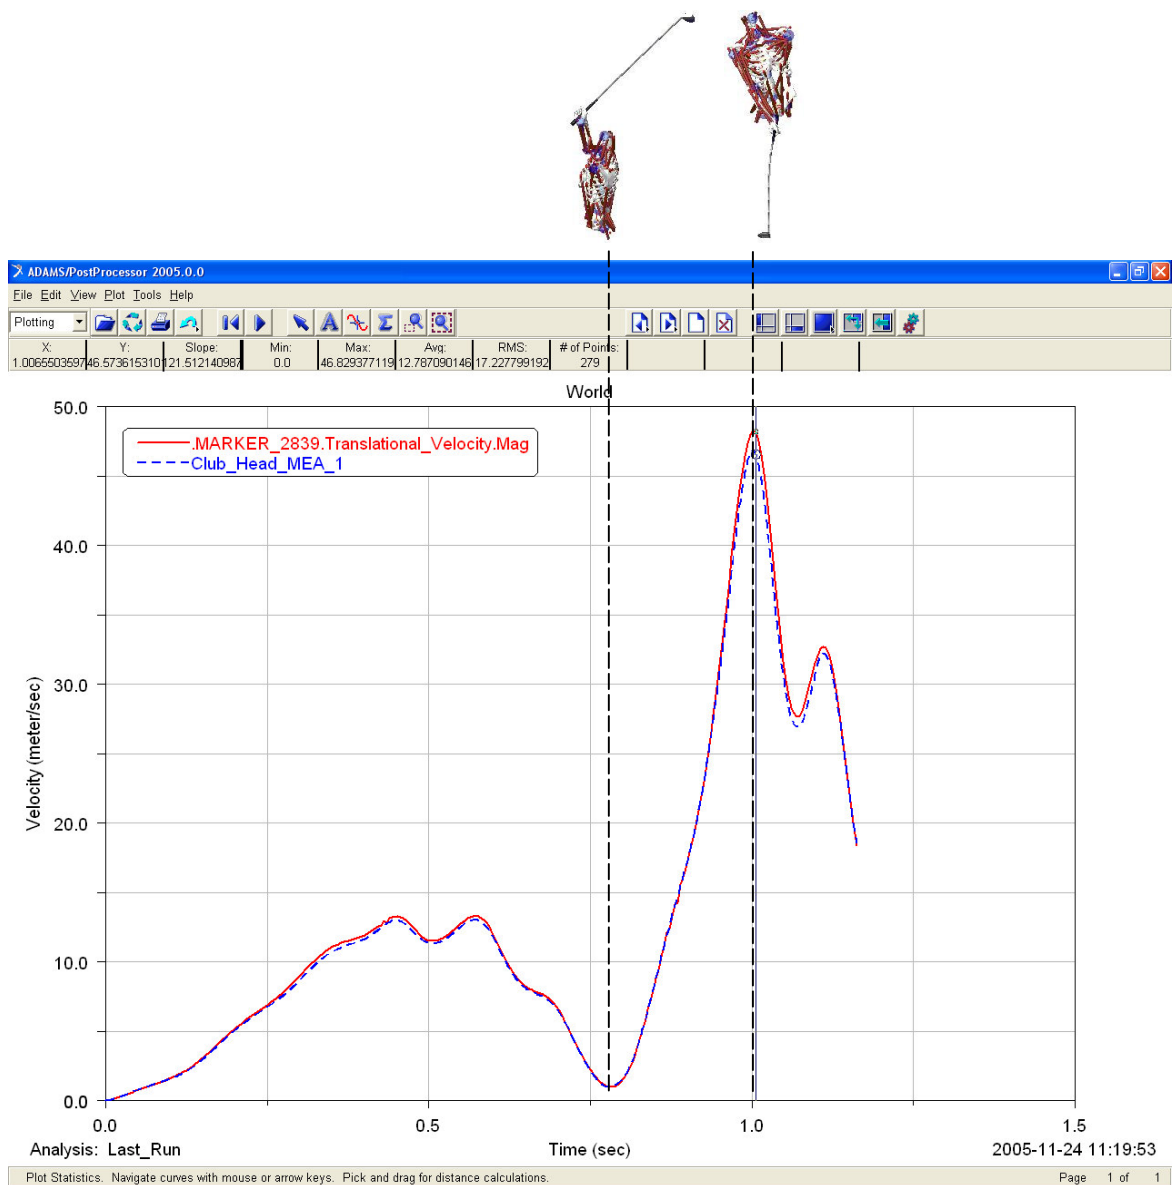 ADAMS/PostProcessor 2005.0.0
File Edit View Plot Tools Help
Plotting
X: Y: Slope: Min: Max: Avg: RMS: # of Points:
1.0065503597 46.573615310 121.512140987 0.0 46.829377119 12.787090146 17.227799192 279
World
50.0
.MARKER_2839.Translational_Velocity.Mag
Club_Head_MEA_1
40.0
30.0
Velocity (meter/sec)
20.0
10.0
0.0
0.0 0.5 1.0 1.5
Analysis: Last_Run Time (sec) 2005-11-24 11:19:53
Plot Statistics. Navigate curves with mouse or arrow keys. Pick and drag for distance calculations. Page 1 of 1